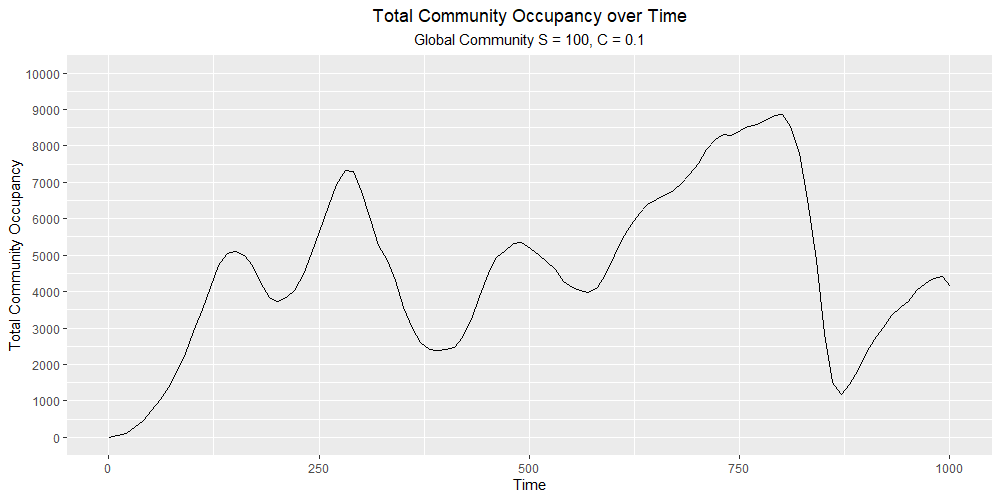 Total Community Occupancy over Time
Global Community S = 100, C = 0.1
Total Community Occupancy
10000
9000
8000
7000
6000
5000
4000
3000
2000
1000
0
0 250 500 750 1000
Time